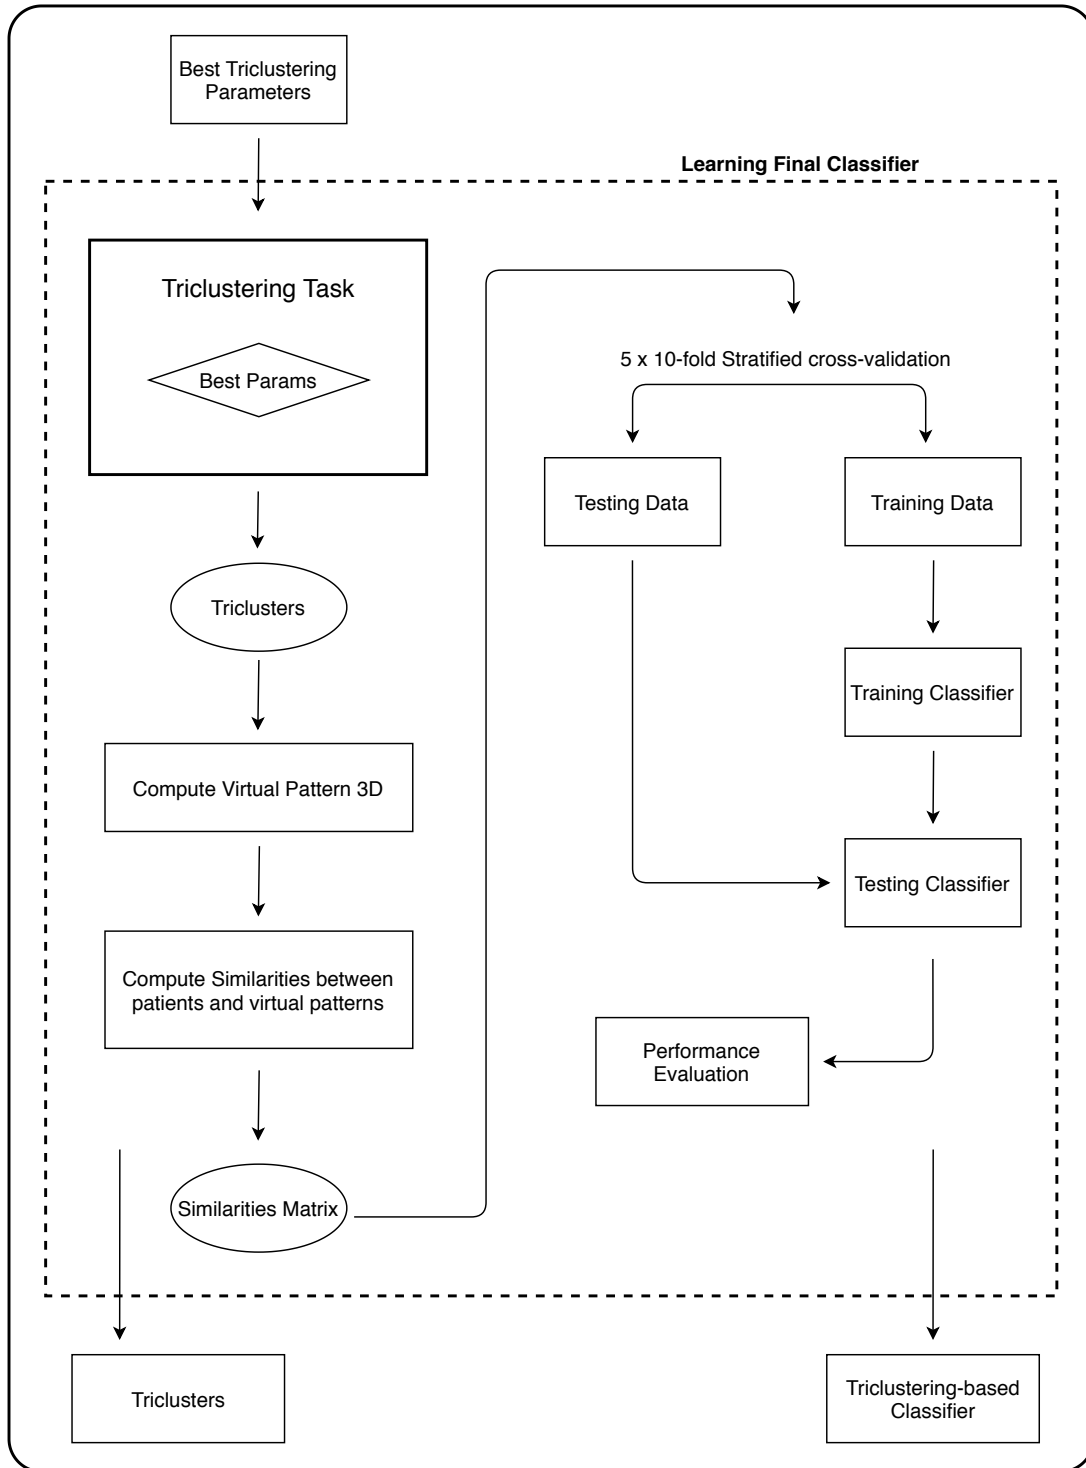 Best Triclustering
Parameters
Learning Final Classifier
Triclustering Task
Best Params
Triclusters
Compute Virtual Pattern 3D
Compute Similarities between
patients and virtual patterns
Similarities Matrix
5 x 10-fold Stratified cross-validation
Testing Data
Training Data
Training Classifier
Testing Classifier
Performance
Evaluation
Triclusters
Triclustering-based
Classifier